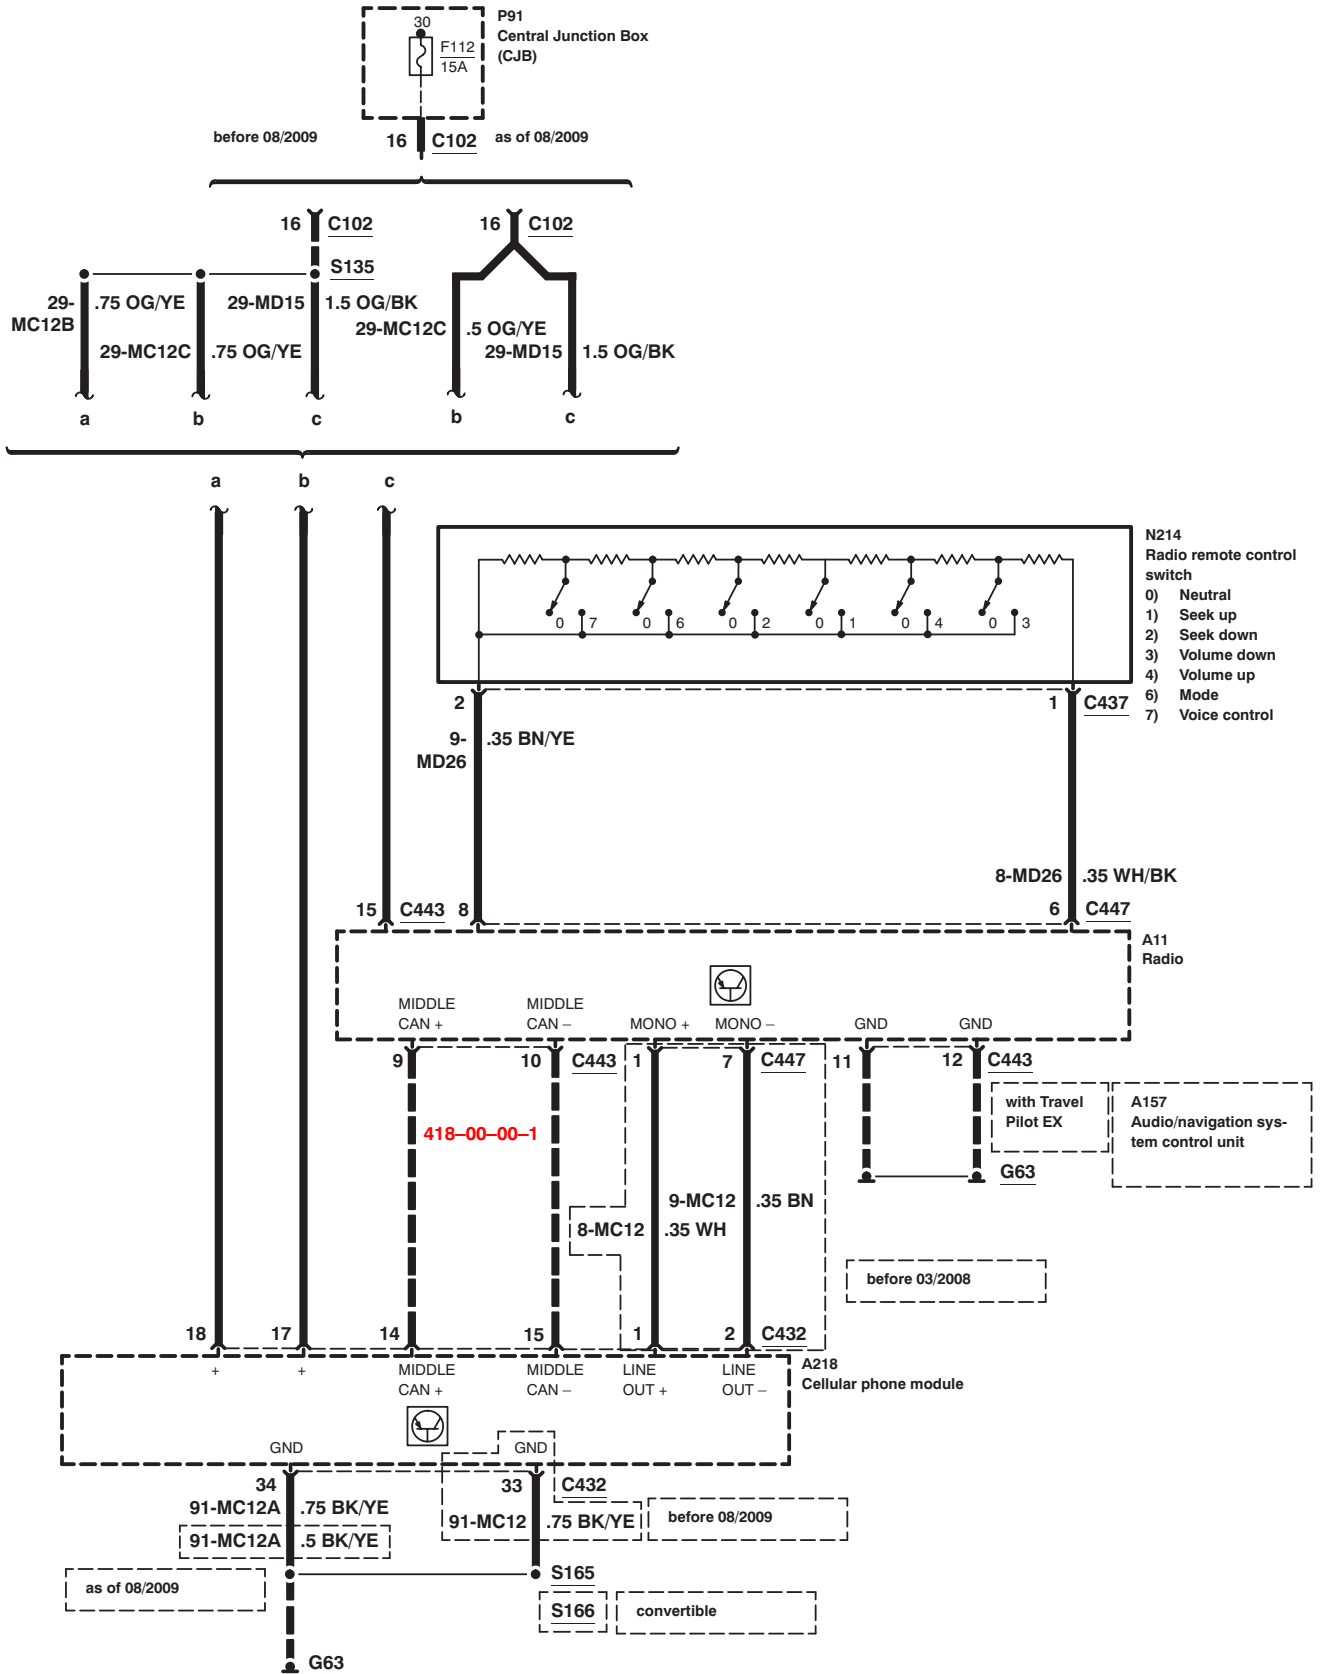 30
F112
15A
P91
Central Junction Box
(CJB)
before 08/2009
16 C102
as of 08/2009
16 C102
16 C102
S135
29-
MC12B
.75 OG/YE
29-MD15 1.5 OG/BK
29-MC12C .5 OG/YE
29-MC12C .75 OG/YE
29-MD15 1.5 OG/BK
a
b
c
b
c
a
b
c
N214
Radio remote control
switch
0) Neutral
1) Seek up
2) Seek down
3) Volume down
4) Volume up
6) Mode
7) Voice control
0 7 0 6 0 2 0 1 0 4 0 3
2
1 C437
9-
MD26
.35 BN/YE
8-MD26 .35 WH/BK
15 C443 8
6 C447
A11
Radio
MIDDLE
CAN +
MIDDLE
CAN –
MONO +
MONO –
GND
GND
9
10 C443
1
7 C447
11
12 C443
with Travel
Pilot EX
A157
Audio/navigation sys-
tem control unit
418–00–00–1
G63
9-MC12 .35 BN
8-MC12 .35 WH
before 03/2008
18
17
14
15
1
2 C432
+
+
MIDDLE
CAN +
MIDDLE
CAN –
LINE
OUT +
LINE
OUT –
A218
Cellular phone module
GND
GND
34
33 C432
91-MC12A .75 BK/YE
91-MC12 .75 BK/YE
before 08/2009
91-MC12A .5 BK/YE
as of 08/2009
S165
S166
convertible
G63